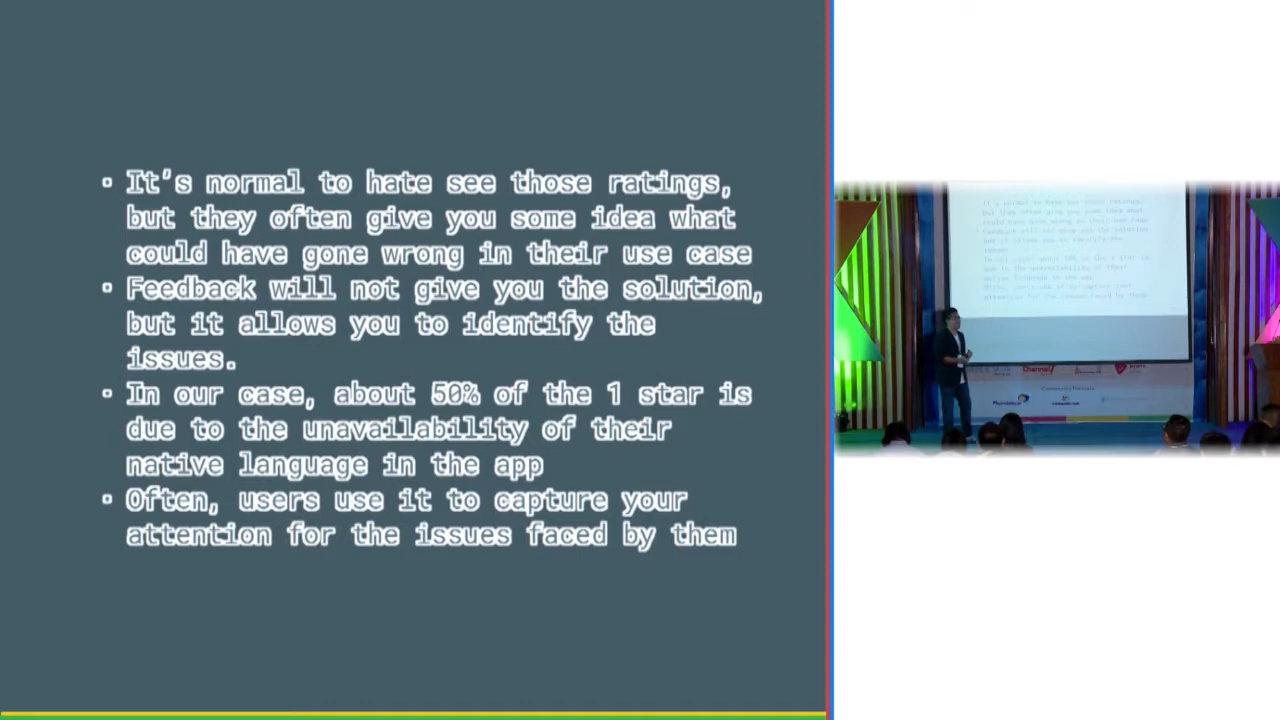 • It's normal to hate see those ratings,
but they often give you some idea what
could have gone wrong in their use case
• Feedback will not give you the solution,
but it allows you to identify the
issues.
• In our case, about 50% of the 1 star is
due to the unavailability of their
native language in the app
• Often, users use it to capture your
attention for the issues faced by them